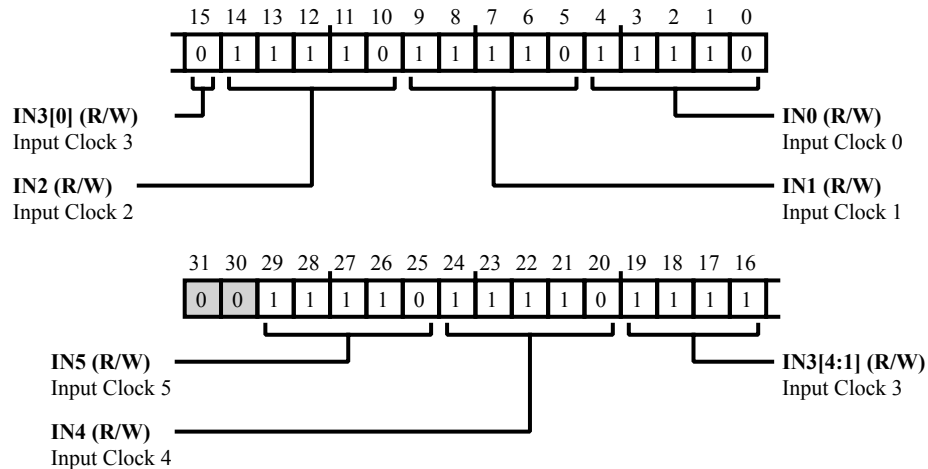 15 14 13 12 11 10 9 8 7 6 5 4 3 2 1 0
0 1 1 1 1 0 1 1 1 1 0 1 1 1 1 0
IN3[0] (R/W)
Input Clock 3
IN0 (R/W)
Input Clock 0
IN2 (R/W)
Input Clock 2
IN1 (R/W)
Input Clock 1
31 30 29 28 27 26 25 24 23 22 21 20 19 18 17 16
0 0 1 1 1 1 0 1 1 1 1 0 1 1 1 1
IN5 (R/W)
Input Clock 5
IN3[4:1] (R/W)
Input Clock 3
IN4 (R/W)
Input Clock 4